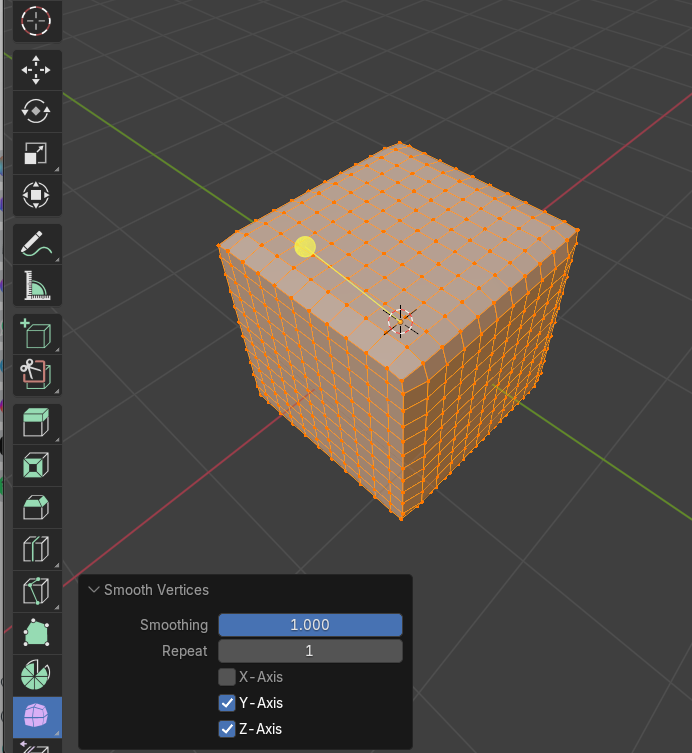 Smooth Vertices
Smoothing 1.000
Repeat 1
X-Axis
Y-Axis
Z-Axis